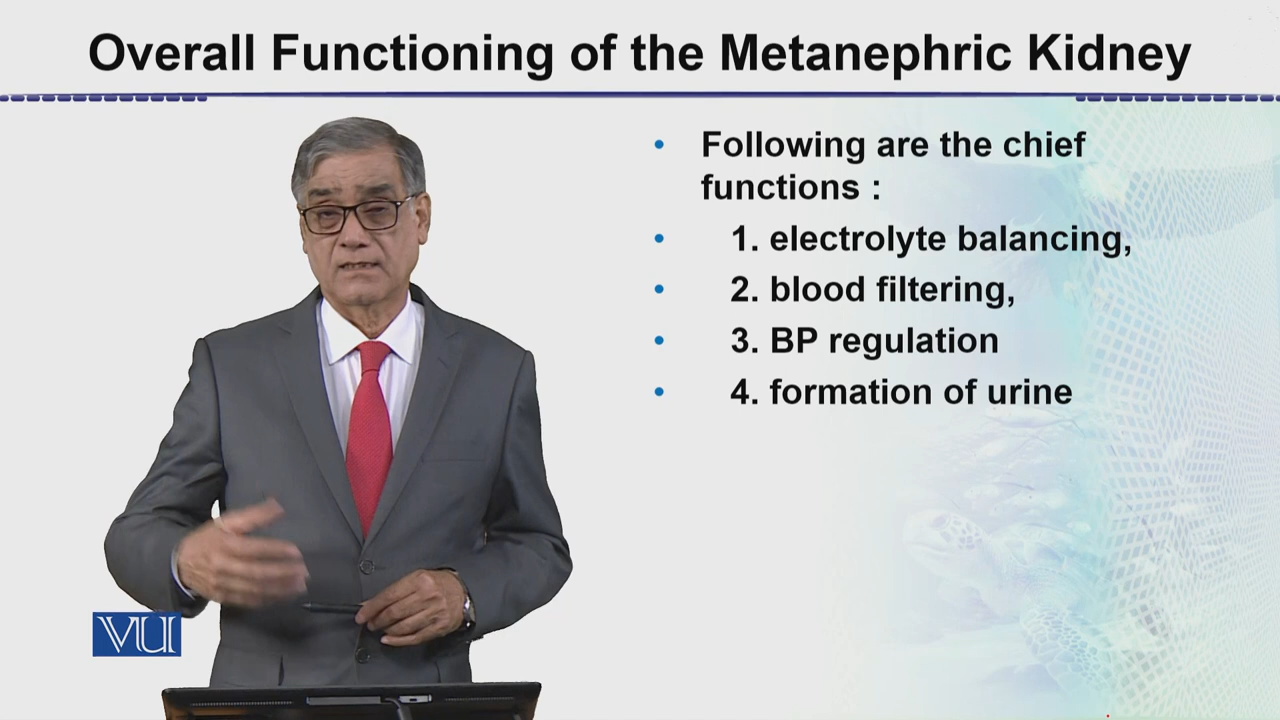 Overall Functioning of the Metanephric Kidney
• Following are the chief
functions :
• 1. electrolyte balancing,
• 2. blood filtering,
• 3. BP regulation
• 4. formation of urine
VU